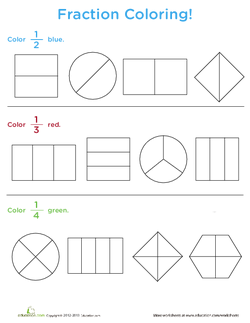 Fraction Coloring!
Color 1/2 blue.
Color 1/3 red.
Color 1/4 green.